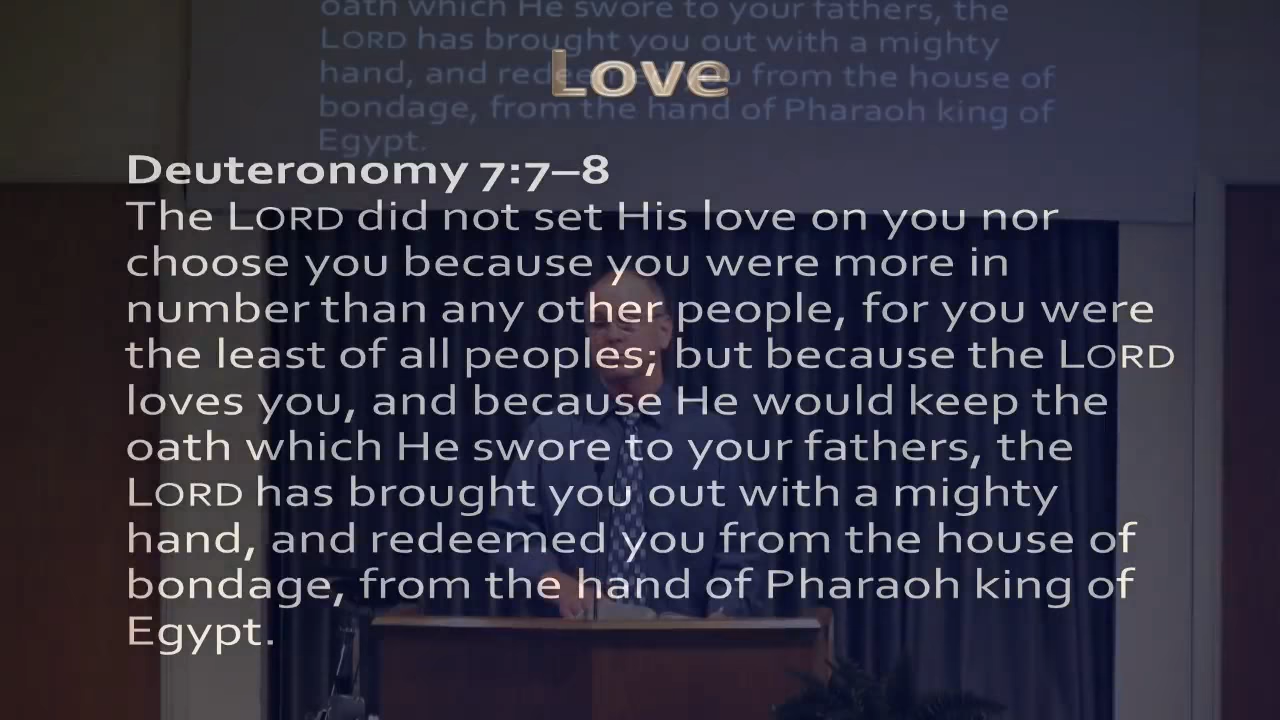 oath which He swore to your fathers, the
LORD has brought you out with a mighty
hand, and redeemed you from the house of
bondage, from the hand of Pharaoh king of
Egypt.
Love
Deuteronomy 7:7–8
The LORD did not set His love on you nor
choose you because you were more in
number than any other people, for you were
the least of all peoples; but because the LORD
loves you, and because He would keep the
oath which He swore to your fathers, the
LORD has brought you out with a mighty
hand, and redeemed you from the house of
bondage, from the hand of Pharaoh king of
Egypt.